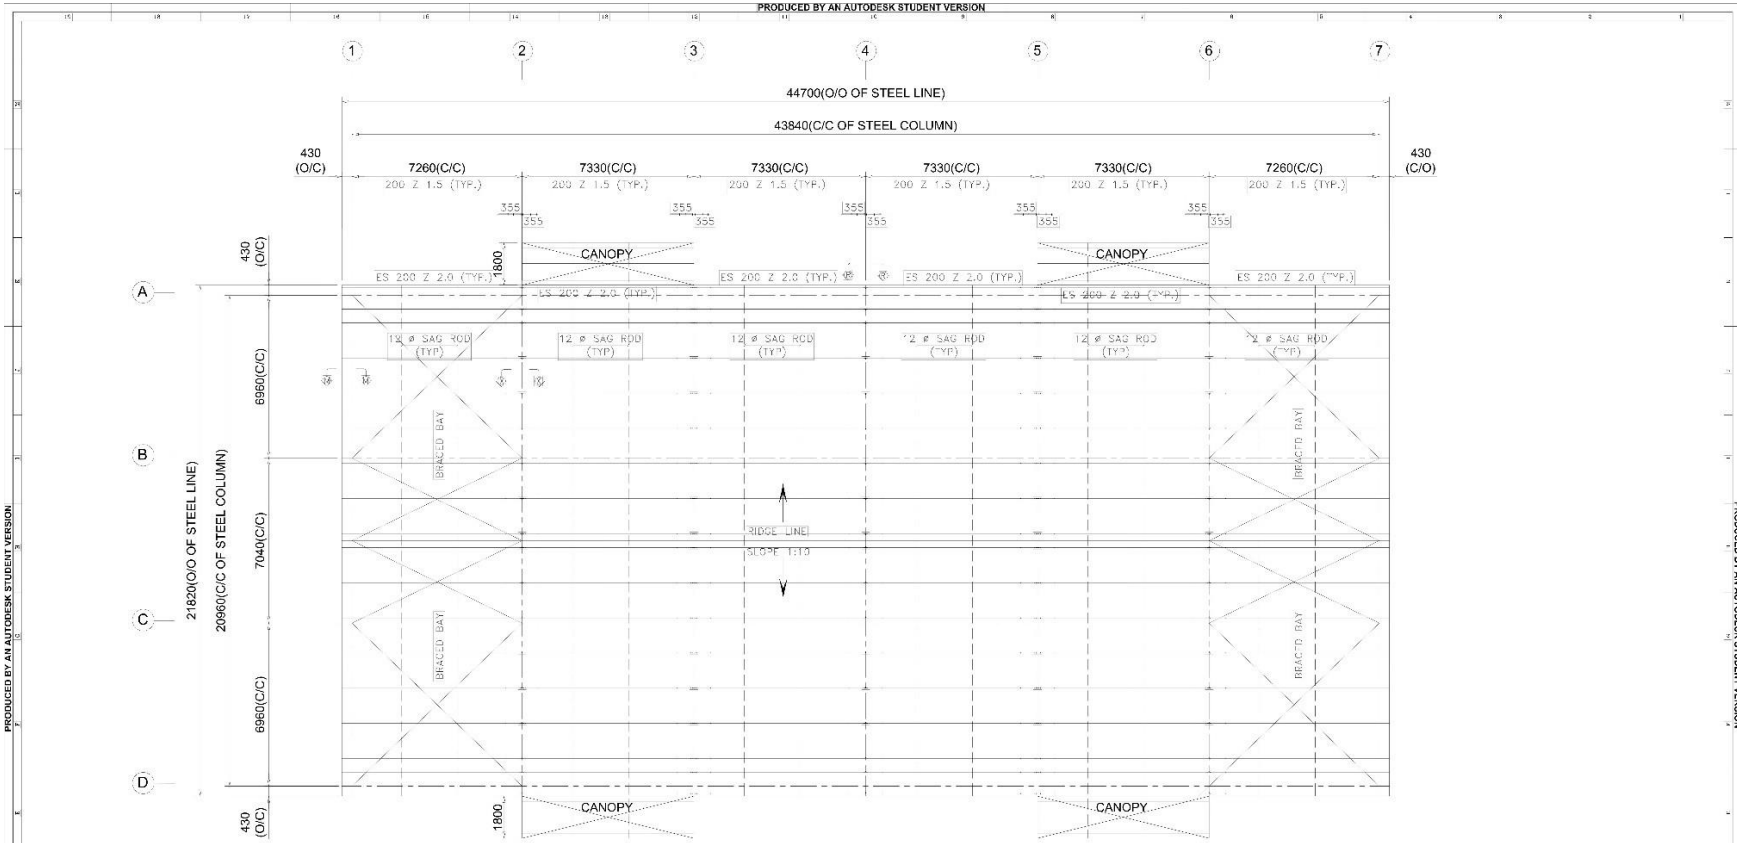 PRODUCED BY AN AUTODESK STUDENT VERSION
1 2 3 4 5 6 7
44700(O/O OF STEEL LINE)
43840(C/C OF STEEL COLUMN)
430
(O/C)
7260(C/C) 7330(C/C) 7330(C/C) 7330(C/C) 7330(C/C) 7260(C/C)
430
(C/O)
200 Z 1.5 (TYP.) 200 Z 1.5 (TYP.) 200 Z 1.5 (TYP.) 200 Z 1.5 (TYP.) 200 Z 1.5 (TYP.) 200 Z 1.5 (TYP.)
355 355 355 355 355
355 355 355 355 355
430
(O/C)
1800
CANOPY CANOPY
ES 200 Z 2.0 (TYP.) ES 200 Z 2.0 (TYP.) ES 200 Z 2.0 (TYP.) ES 200 Z 2.0 (TYP.)
A
ES 200 Z 2.0 (TYP.) ES 200 Z 2.0 (TYP.)
12 ø SAG ROD 12 ø SAG ROD 12 ø SAG ROD 12 ø SAG ROD 12 ø SAG ROD 12 ø SAG ROD
(TYP) (TYP) (TYP) (TYP) (TYP) (TYP)
6960(C/C)
BRACED BAY BRACED BAY
B
21820(O/O OF STEEL LINE)
20960(C/C OF STEEL COLUMN)
7040(C/C)
RIDGE LINE
SLOPE 1:10
C
BRACED BAY BRACED BAY
6960(C/C)
D
430
(O/C)
1800
CANOPY CANOPY
PRODUCED BY AN AUTODESK STUDENT VERSION
PRODUCED BY AN AUTODESK STUDENT VERSION